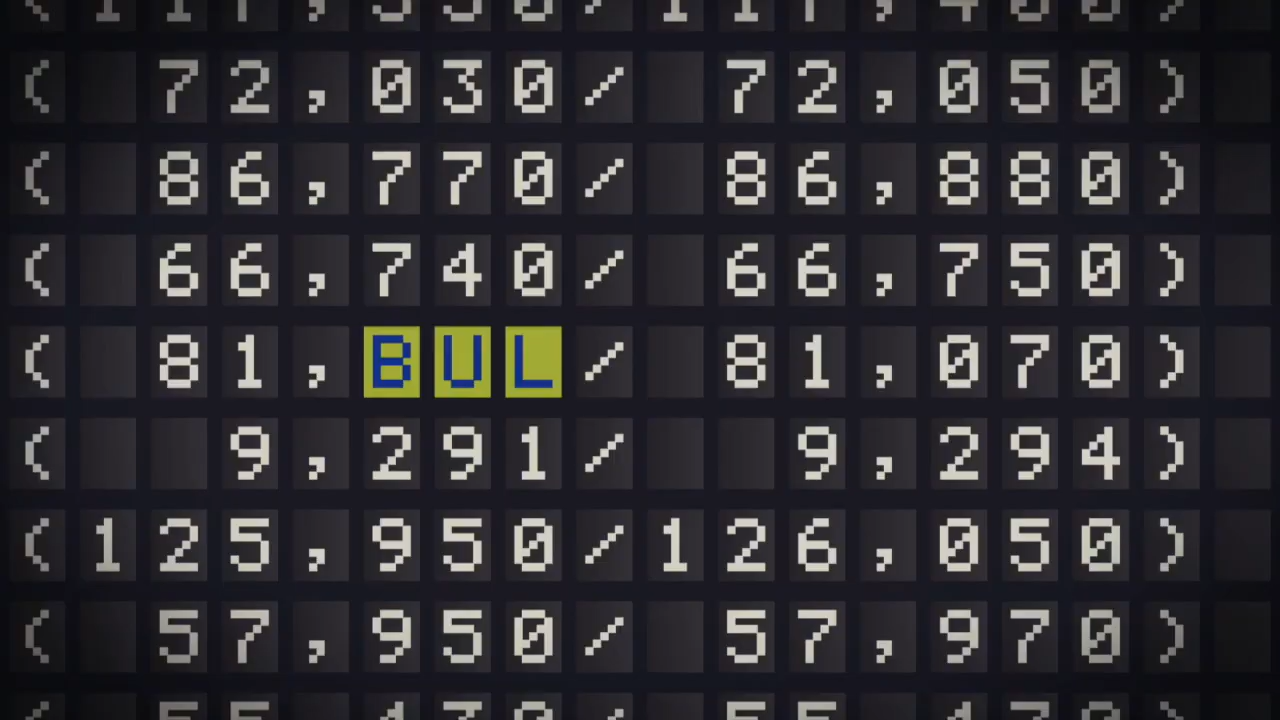 ( 72,030/ 72,050)
( 86,770/ 86,880)
( 66,740/ 66,750)
( 81,BUL/ 81,070)
( 9,291/ 9,294)
(125,950/126,050)
( 57,950/ 57,970)